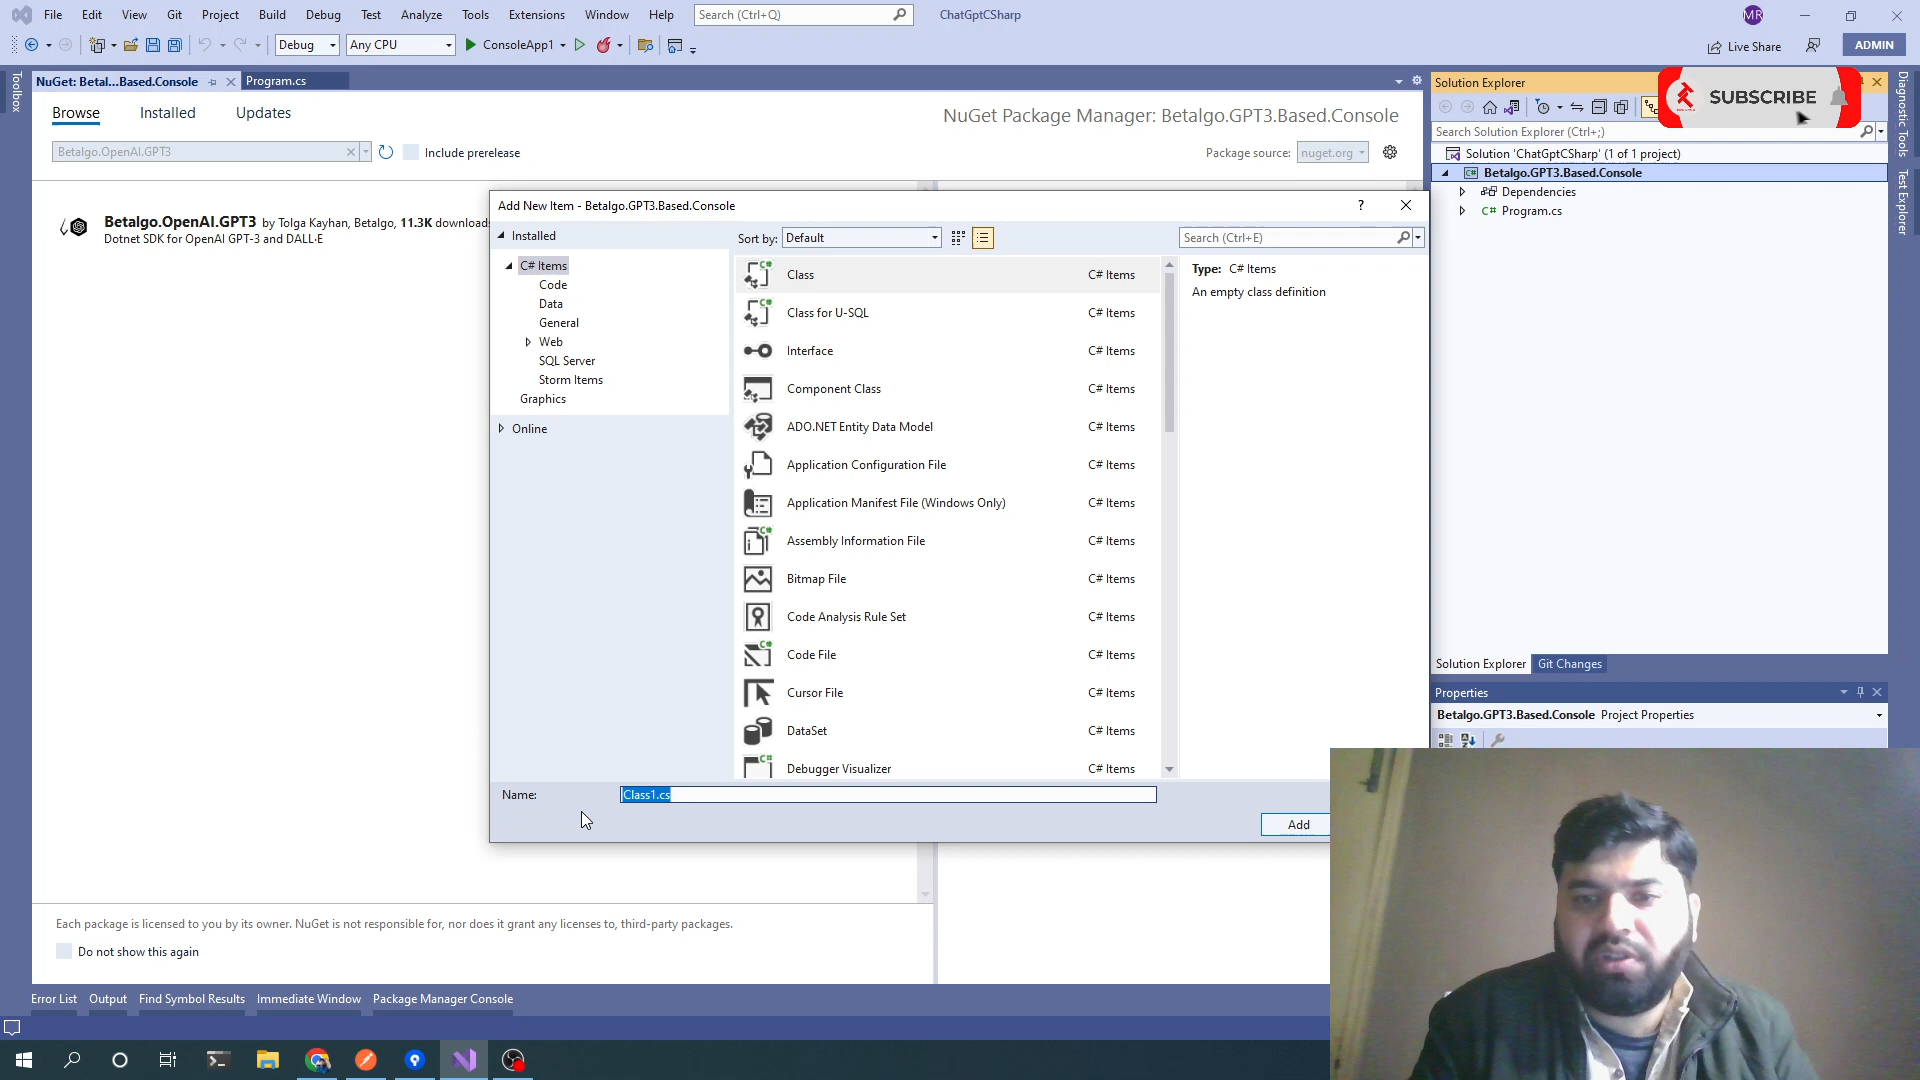 File Edit View Git Project Build Debug Test Analyze Tools Extensions Window Help Search (Ctrl+Q) ChatGptCSharp MR
Debug Any CPU ConsoleApp1 Live Share ADMIN
NuGet: Betal...Based.Console Program.cs
Browse Installed Updates NuGet Package Manager: Betalgo.GPT3.Based.Console
Betalgo.OpenAI.GPT3 Include prerelease Package source: nuget.org
Betalgo.OpenAI.GPT3 by Tolga Kayhan, Betalgo, 11.3K download
Dotnet SDK for OpenAI GPT-3 and DALL·E
Toolbox
Add New Item - Betalgo.GPT3.Based.Console ?
Installed
Sort by: Default Search (Ctrl+E)
C# Items
Code
Data
General
Web
SQL Server
Storm Items
Graphics
Online
Class C# Items
Class for U-SQL C# Items
Interface C# Items
Component Class C# Items
ADO.NET Entity Data Model C# Items
Application Configuration File C# Items
Application Manifest File (Windows Only) C# Items
Assembly Information File C# Items
Bitmap File C# Items
Code Analysis Rule Set C# Items
Code File C# Items
Cursor File C# Items
DataSet C# Items
Debugger Visualizer C# Items
Type: C# Items
An empty class definition
Name: Class1.cs
Add
Solution Explorer
SUBSCRIBE
Search Solution Explorer (Ctrl+;)
Solution 'ChatGptCSharp' (1 of 1 project)
C# Betalgo.GPT3.Based.Console
Dependencies
C# Program.cs
Diagnostic Tools
Test Explorer
Solution Explorer Git Changes
Properties
Betalgo.GPT3.Based.Console Project Properties
Each package is licensed to you by its owner. NuGet is not responsible for, nor does it grant any licenses to, third-party packages.
Do not show this again
Error List Output Find Symbol Results Immediate Window Package Manager Console